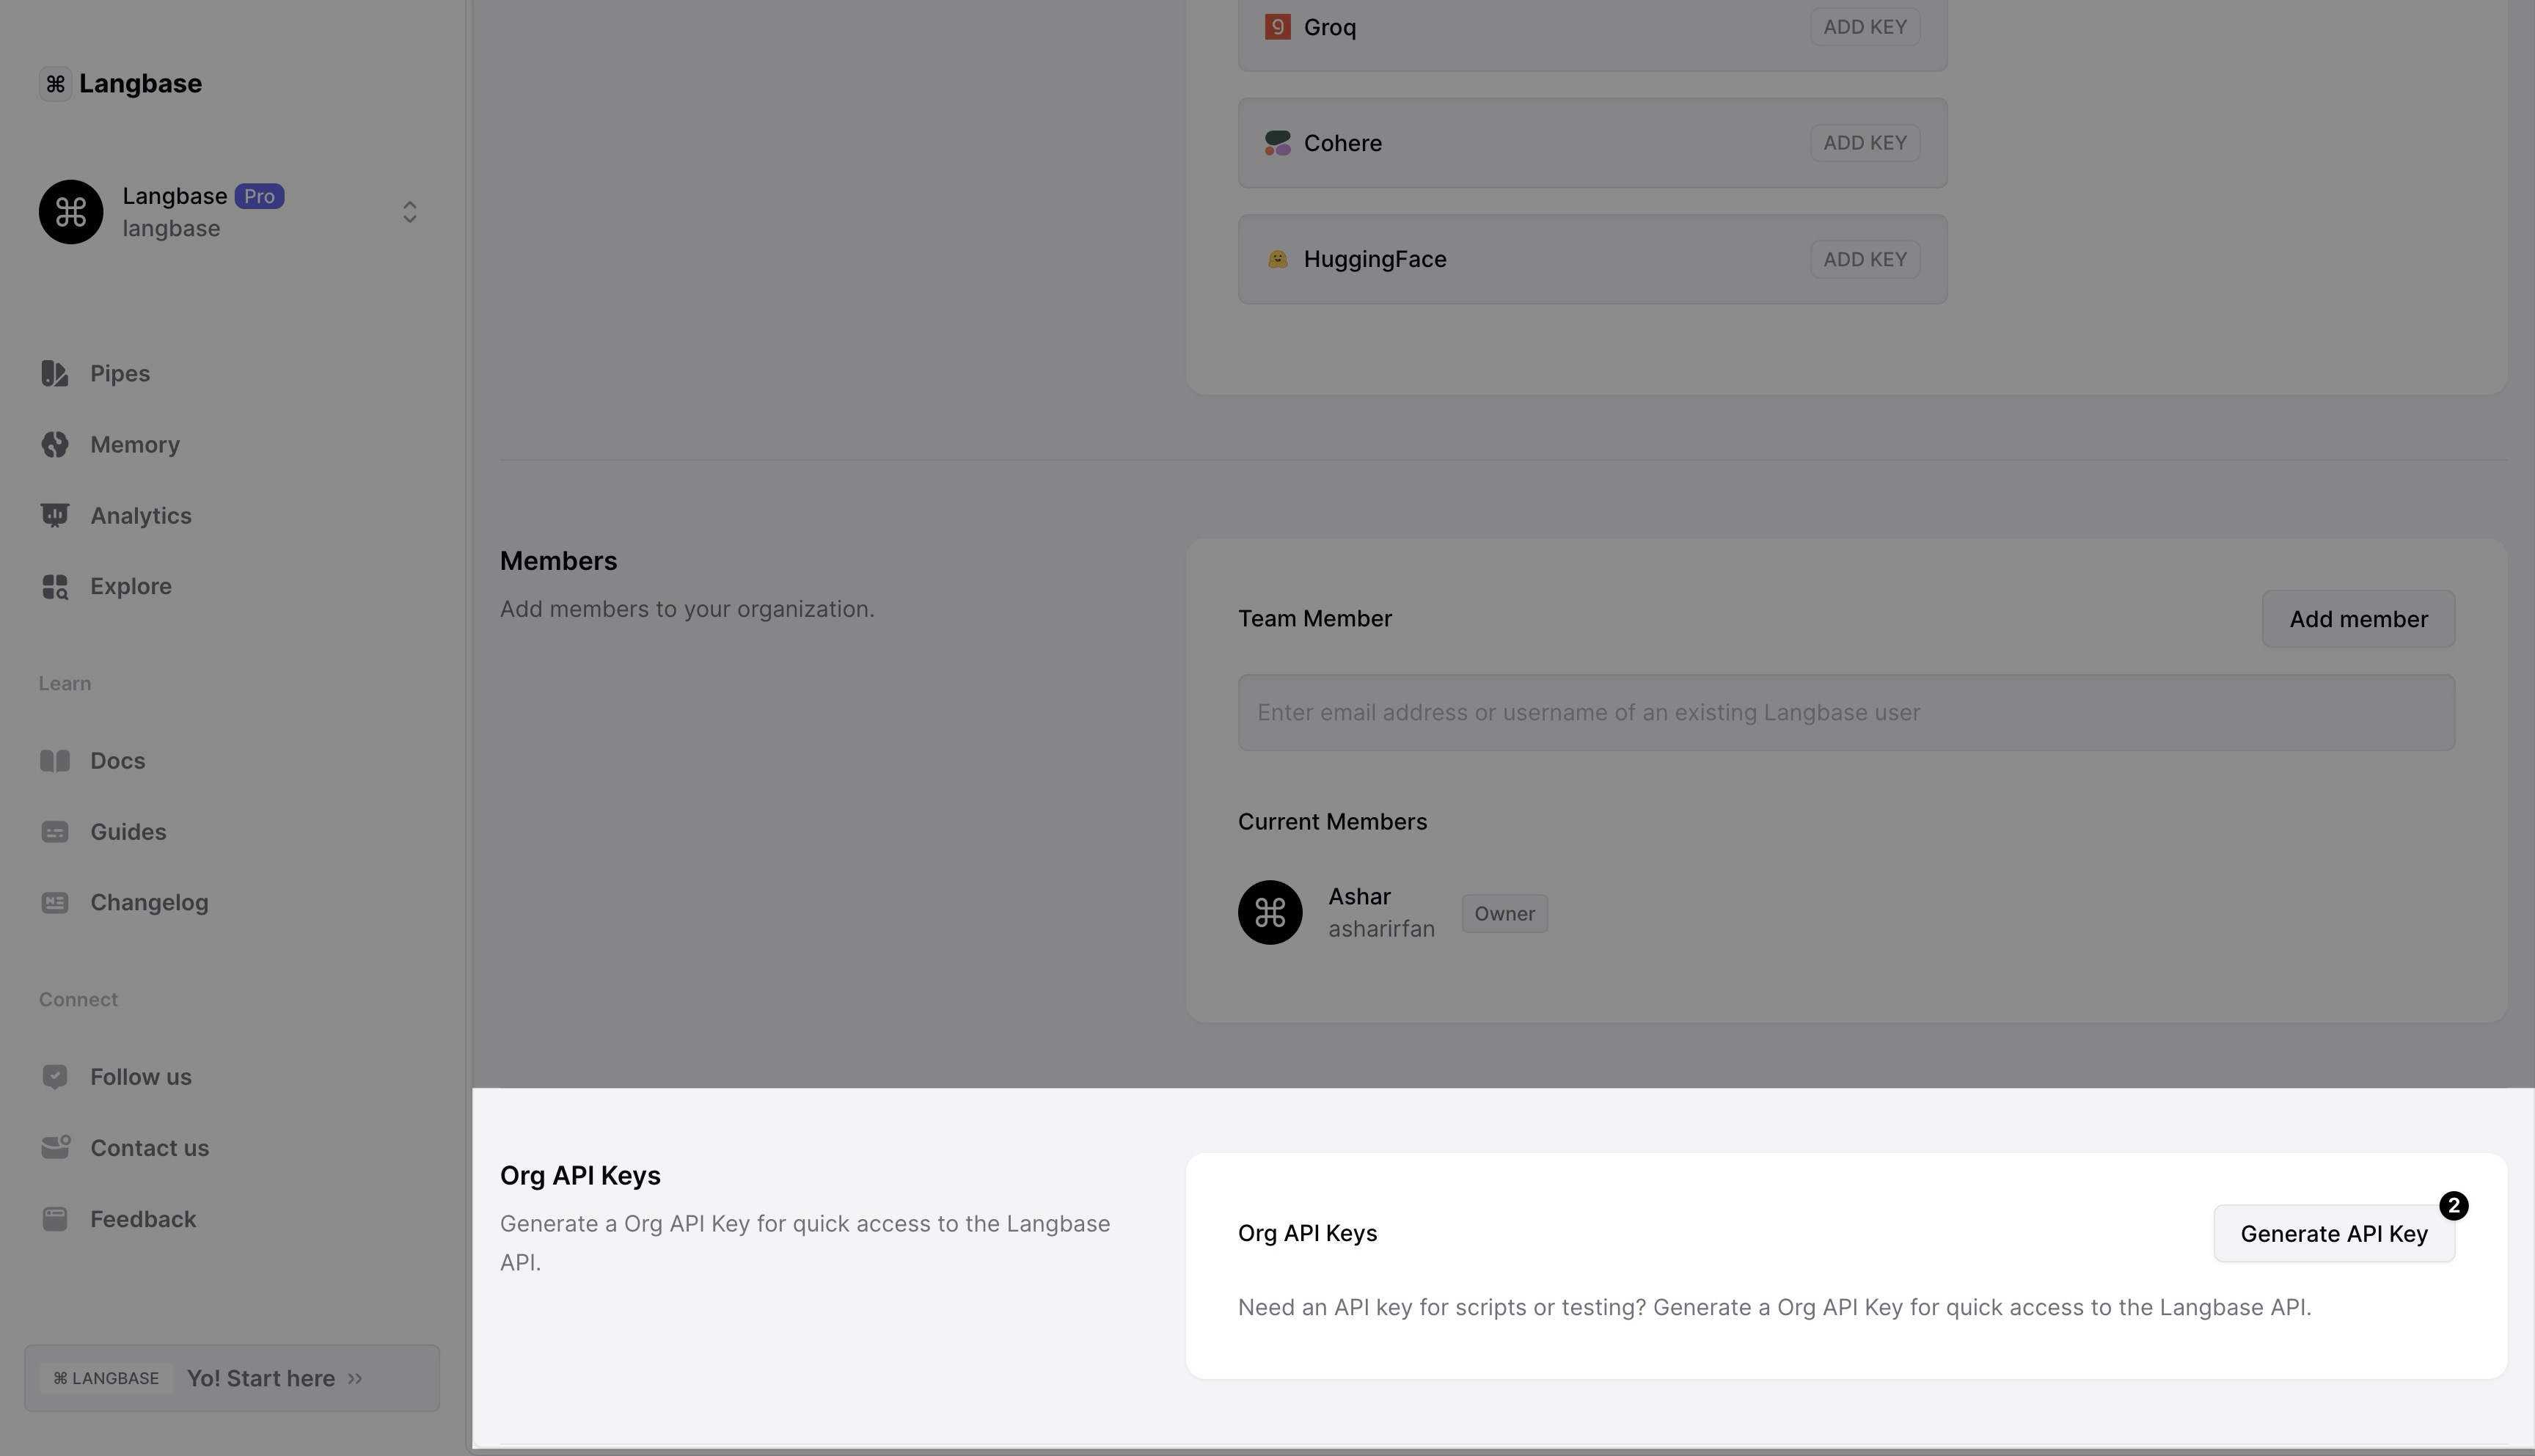 Langbase
Langbase Pro
langbase
Pipes
Memory
Analytics
Explore
Learn
Docs
Guides
Changelog
Connect
Follow us
Contact us
Feedback
⌘ LANGBASE Yo! Start here »
Groq ADD KEY
Cohere ADD KEY
HuggingFace ADD KEY
Members
Add members to your organization.
Team Member Add member
Enter email address or username of an existing Langbase user
Current Members
Ashar
asharirfan
Owner
Org API Keys
Generate a Org API Key for quick access to the Langbase
API.
Org API Keys Generate API Key 2
Need an API key for scripts or testing? Generate a Org API Key for quick access to the Langbase API.